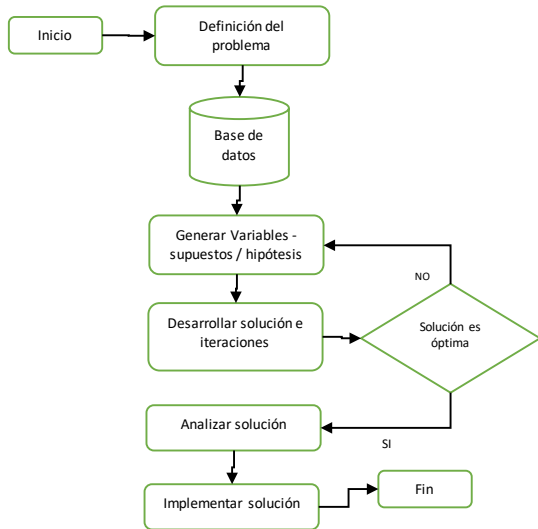 Inicio
Definición del
problema
Base de
datos
Generar Variables -
supuestos / hipótesis
NO
Desarrollar solución e
iteraciones
Solución es
óptima
Analizar solución
SI
Implementar solución
Fin